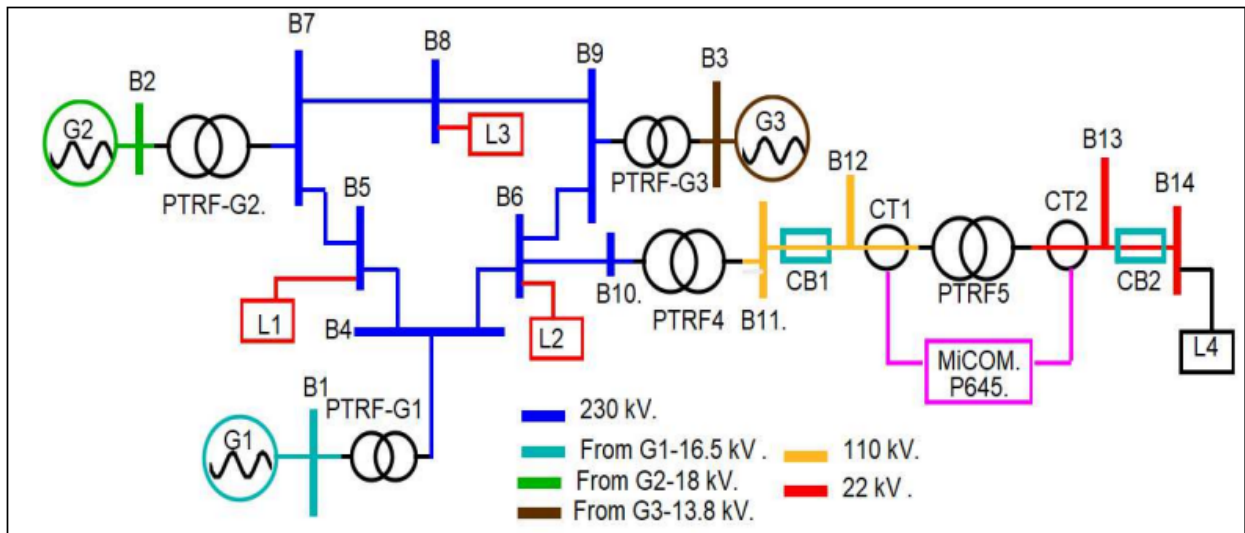 B7
B8
B9
B3
B2
G2
G3
L3
B13
B12
B14
PTRF-G2.
PTRF-G3
B5
B6
CT1
CT2
L1
B4
L2
B10.
PTRF4
B11.
CB1
PTRF5
CB2
L4
MiCOM.
P645.
B1
PTRF-G1
G1
230 kV.
From G1-16.5 kV .
From G2-18 kV.
From G3-13.8 kV.
110 kV.
22 kV .